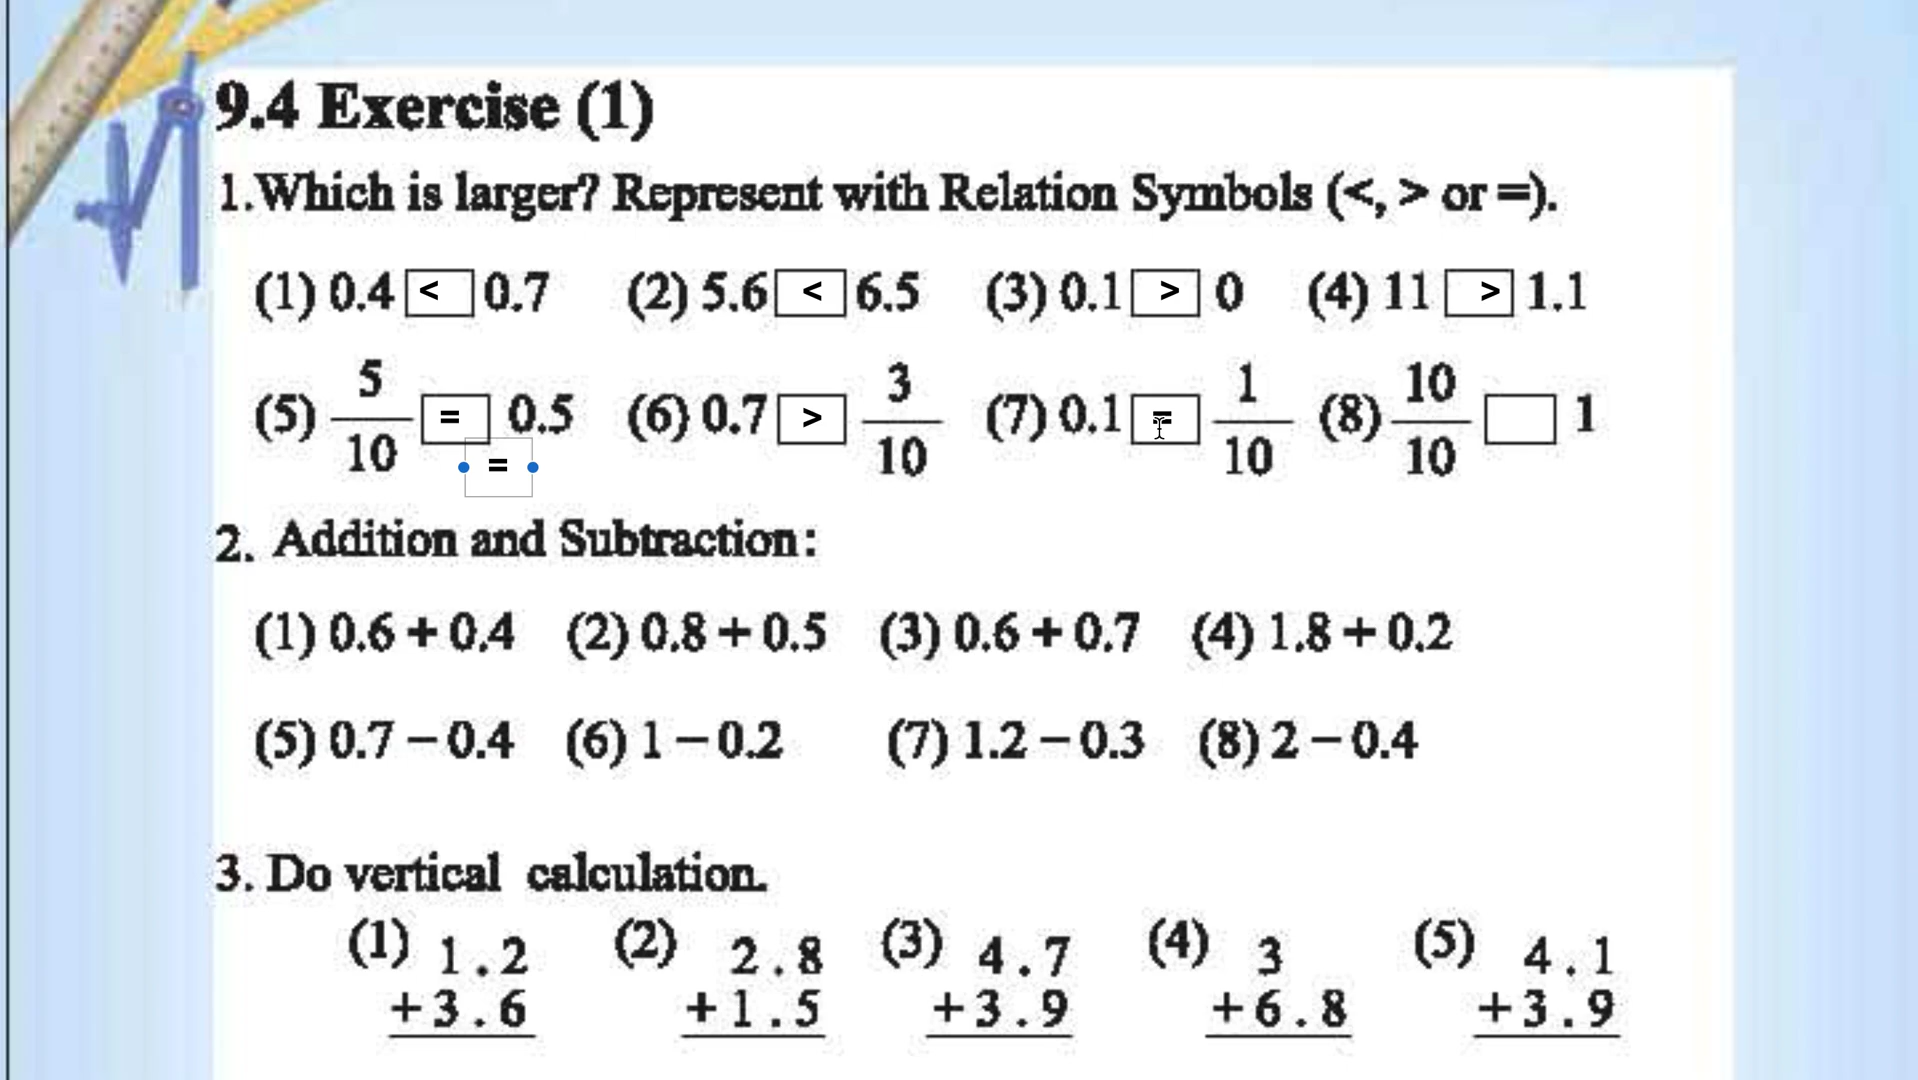 9.4 Exercise (1)
1.Which is larger? Represent with Relation Symbols (<, > or =).
(1) 0.4 < 0.7 (2) 5.6 < 6.5 (3) 0.1 > 0 (4) 11 > 1.1
(5) 5/10 = 0.5 (6) 0.7 > 3/10 (7) 0.1 = 1/10 (8) 10/10 1
=
2. Addition and Subtraction:
(1) 0.6 + 0.4 (2) 0.8 + 0.5 (3) 0.6 + 0.7 (4) 1.8 + 0.2
(5) 0.7 − 0.4 (6) 1 − 0.2 (7) 1.2 − 0.3 (8) 2 − 0.4
3. Do vertical calculation.
(1) 1.2 (2) 2.8 (3) 4.7 (4) 3 (5) 4.1
+3.6 +1.5 +3.9 +6.8 +3.9